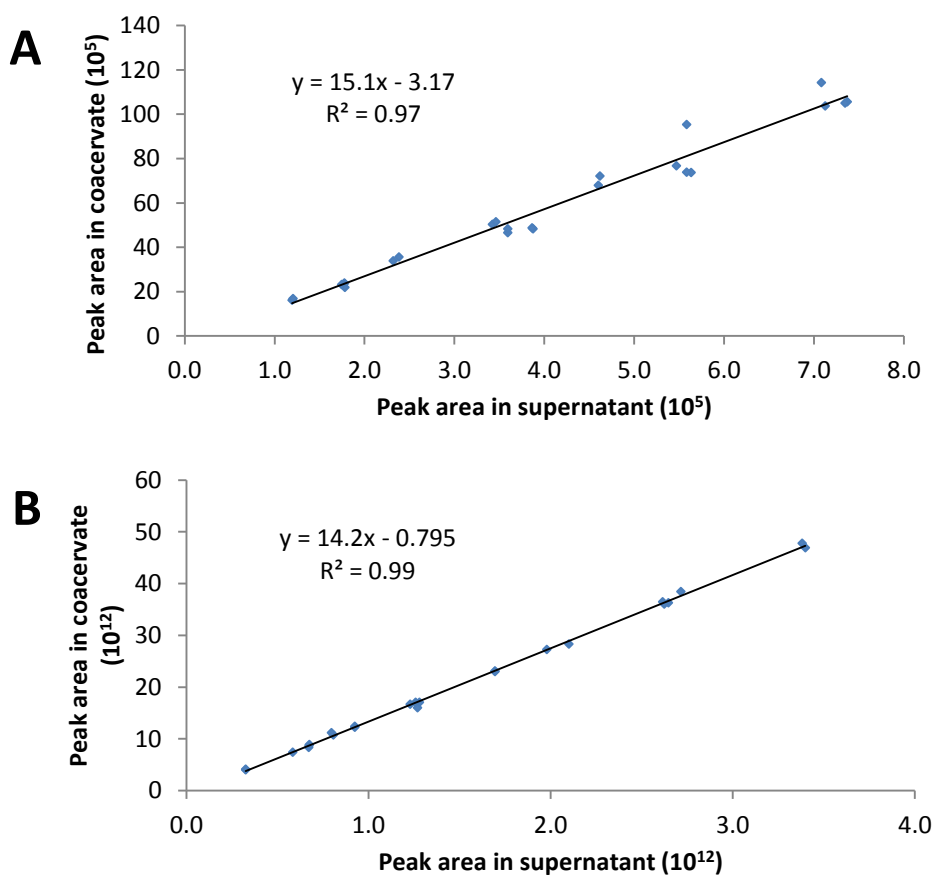 A
Peak area in coacervate (10⁵)
140
120
100
80
60
40
20
0
y = 15.1x - 3.17
R² = 0.97
0.0 1.0 2.0 3.0 4.0 5.0 6.0 7.0 8.0
Peak area in supernatant (10⁵)
B
Peak area in coacervate
(10¹²)
60
50
40
30
20
10
0
y = 14.2x - 0.795
R² = 0.99
0.0 1.0 2.0 3.0 4.0
Peak area in supernatant (10¹²)